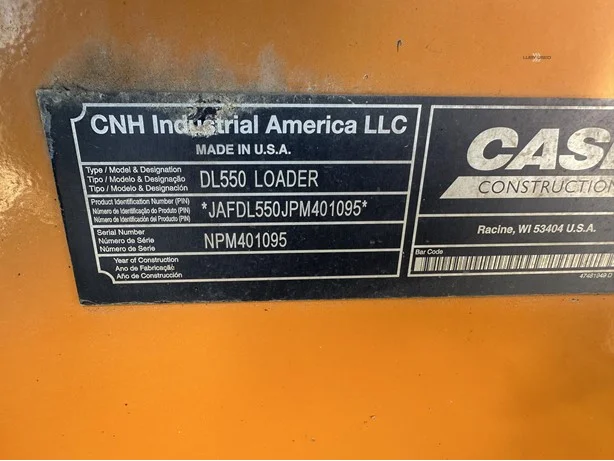 CNH Industrial America LLC
MADE IN U.S.A.
Type / Model & Designation
Tipo / Modelo & Designação
Tipo / Modelo & Designación
DL550 LOADER
Product Identification Number (PIN)
Número de Identificação do Produto (PIN)
Número de Identificación del Producto (PIN)
*JAFDL550JPM401095*
Serial Number
Número de Série
Número de Serie
NPM401095
Year of Construction
Ano de Fabricação
Año de Construcción
CAS
CONSTRUCTION
Racine, WI 53404 U.S.A.
Bar Code
47481949 D